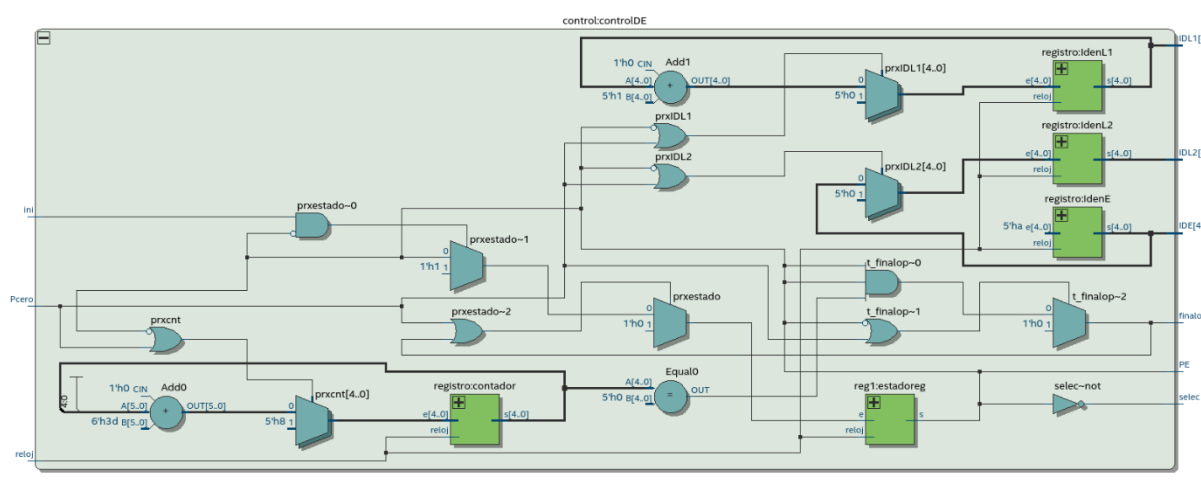 control:controlDE
IDL1[
registro:IdenL1
Add1
1'h0 CIN
prxIDL1[4..0]
A[4..0]
OUT[4..0]
0
e[4..0]
s[4..0]
5'h1 B[4..0]
5'h0 1
reloj
prxIDL1
registro:IdenL2
prxIDL2
prxIDL2[4..0]
e[4..0]
s[4..0]
IDL2[
0
reloj
5'h0 1
registro:IdenE
prxestado~0
ini
5'ha e[4..0]
s[4..0]
IDE[4
prxestado~1
reloj
0
t_finalop~0
1'h1 1
Pcero
prxestado
t_finalop~2
prxestado~2
0
t_finalop~1
0
prxcnt
1'h0 1
1'h0 1
finalo
Equal0
PE
1'h0 CIN
Add0
prxcnt[4..0]
registro:contador
A[4..0]
OUT
reg1:estadoreg
selec~not
4:0
A[5..0]
OUT[5..0]
0
e[4..0]
s[4..0]
5'h0 B[4..0]
e
s
selec
6'h3d B[5..0]
5'h8 1
reloj
reloj
reloj